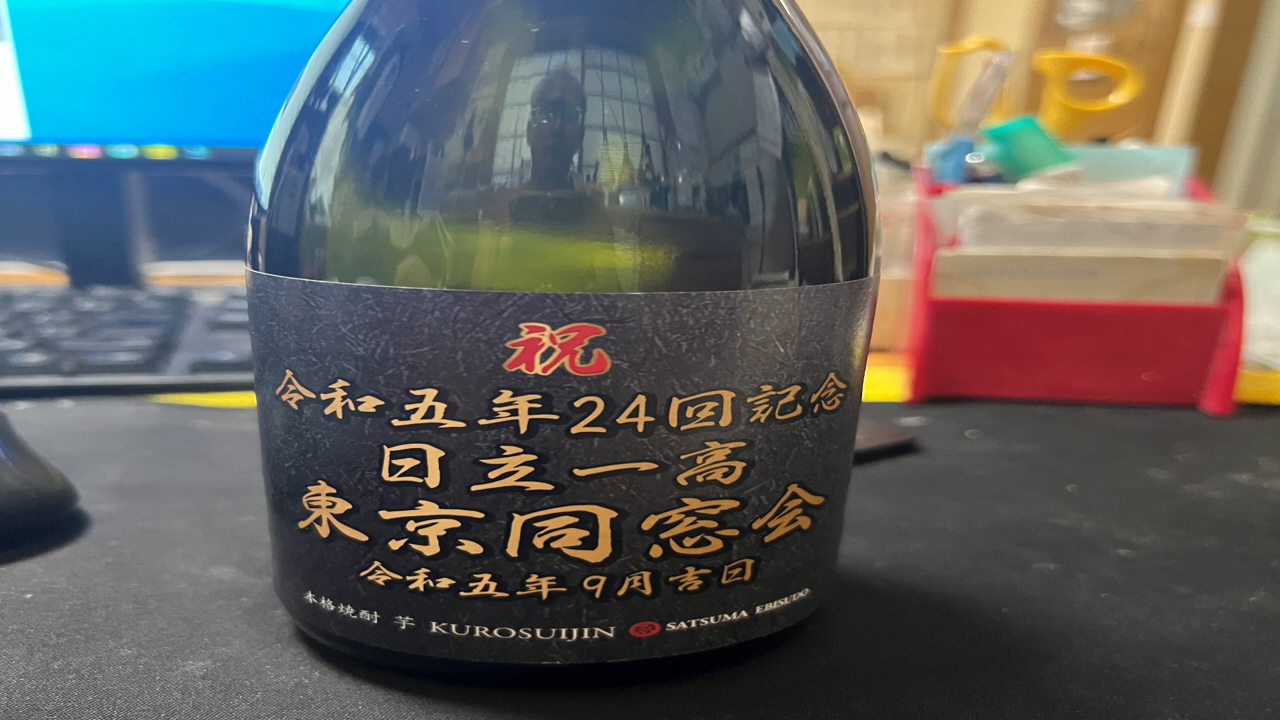 祝
令和五年24回記念
日立一高
東京同窓会
令和五年9月吉日
本格焼酎 芋 KUROSUIJIN SATSUMA EBISUDO